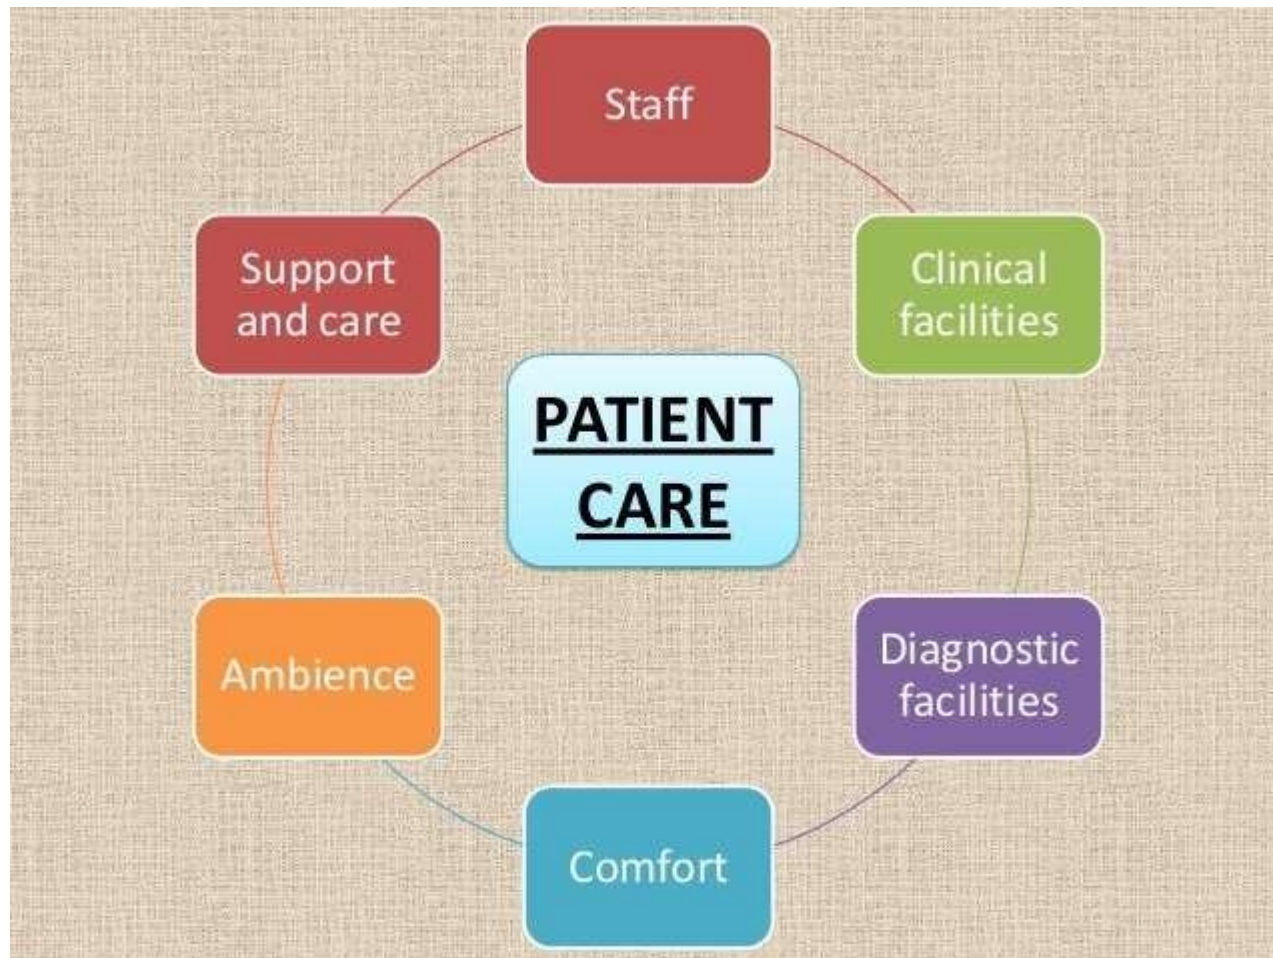 Staff
Support
and care
Clinical
facilities
PATIENT
CARE
Ambience
Diagnostic
facilities
Comfort